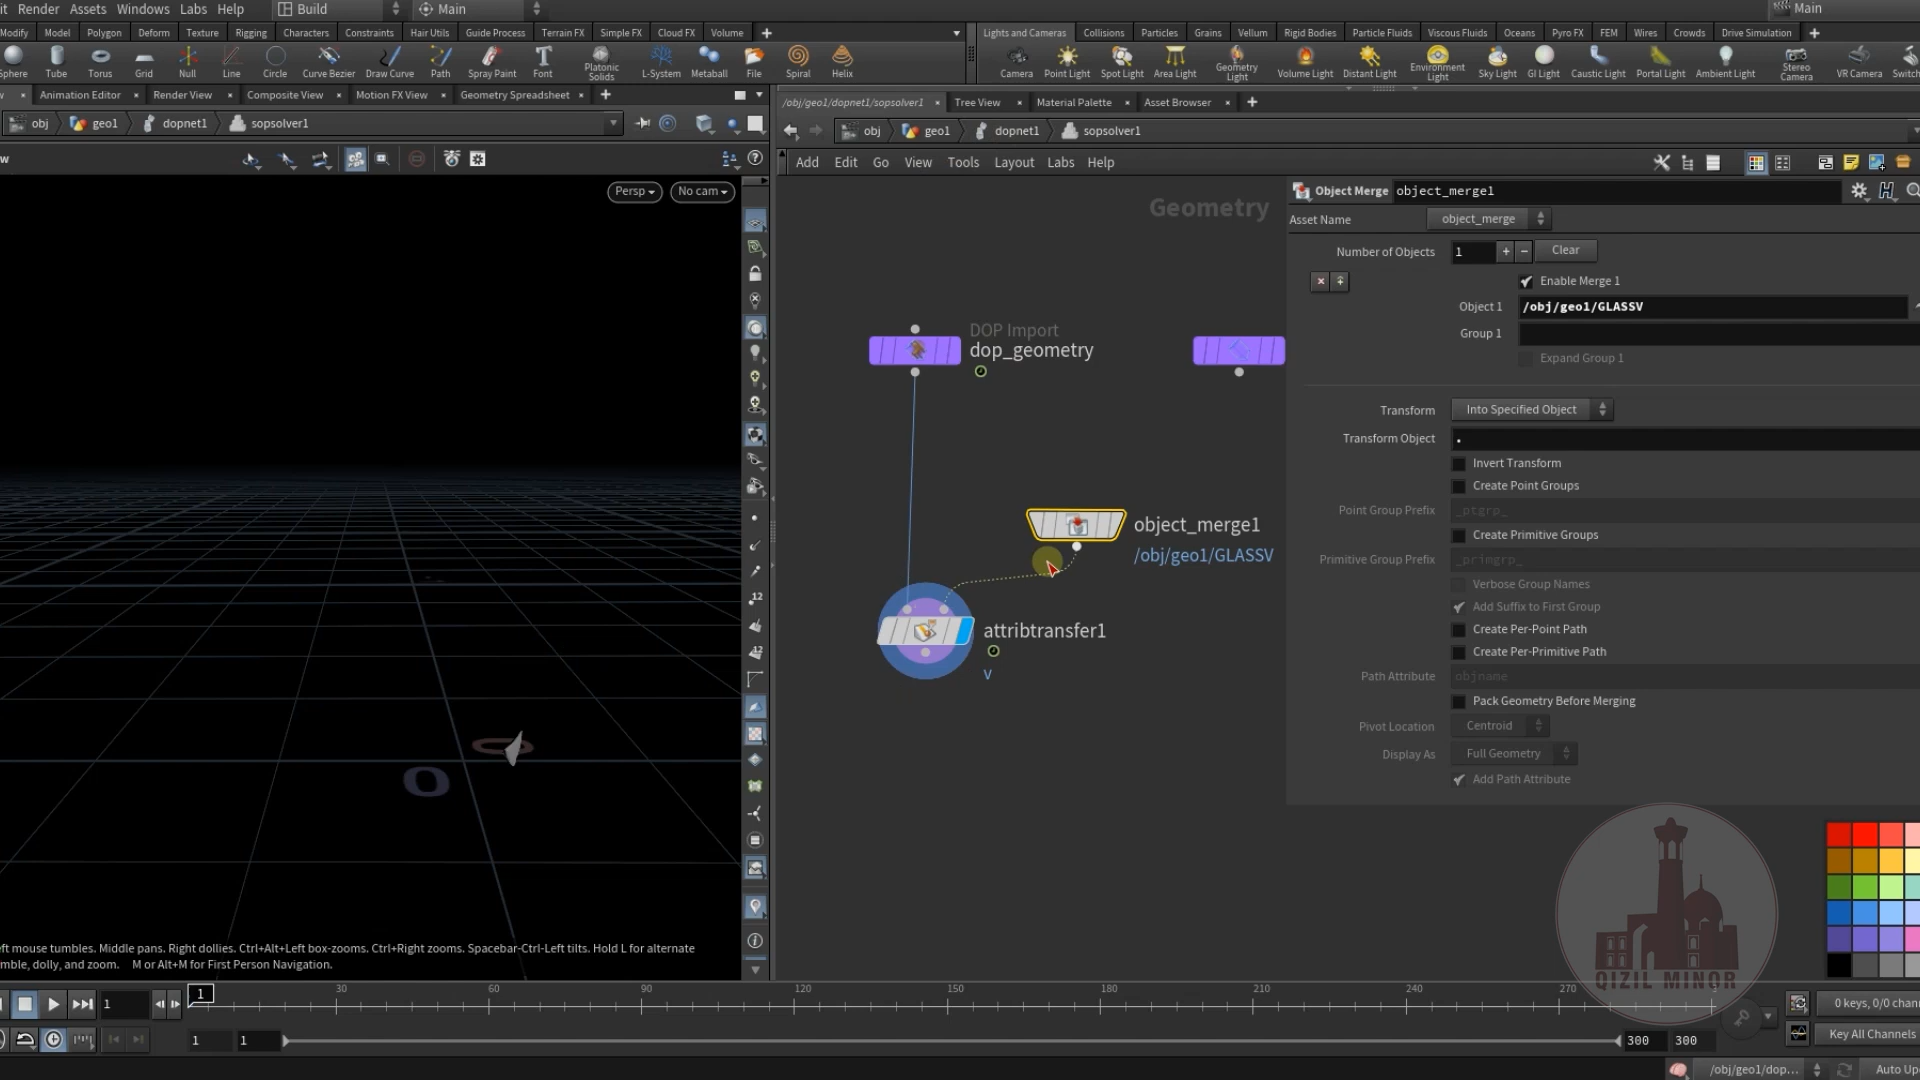 it Render Assets Windows Labs Help Build Main Main
Modify Model Polygon Deform Texture Rigging Characters Constraints Hair Utils Guide Process Terrain FX Simple FX Cloud FX Volume
Lights and Cameras Collisions Particles Grains Vellum Rigid Bodies Particle Fluids Viscous Fluids Oceans Pyro FX FEM Wires Crowds Drive Simulation
Sphere Tube Torus Grid Null Line Circle Curve Bezier Draw Curve Path Spray Paint Font Platonic Solids L-System Metaball File Spiral Helix
Camera Point Light Spot Light Area Light Geometry Light Volume Light Distant Light Environment Light Sky Light GI Light Caustic Light Portal Light Ambient Light Stereo Camera VR Camera Switch
Animation Editor Render View Composite View Motion FX View Geometry Spreadsheet
/obj/geo1/dopnet1/sopsolver1 Tree View Material Palette Asset Browser
obj geo1 dopnet1 sopsolver1
obj geo1 dopnet1 sopsolver1
w
Add Edit Go View Tools Layout Labs Help
Persp No cam
Geometry
Object Merge object_merge1
Asset Name object_merge
Number of Objects 1 + − Clear
Enable Merge 1
Object 1 /obj/geo1/GLASSV
Group 1
Expand Group 1
Transform Into Specified Object
Transform Object .
Invert Transform
Create Point Groups
Point Group Prefix _ptgrp_
Create Primitive Groups
Primitive Group Prefix _primgrp_
Verbose Group Names
Add Suffix to First Group
Create Per-Point Path
Create Per-Primitive Path
Path Attribute objname
Pack Geometry Before Merging
Pivot Location Centroid
Display As Full Geometry
Add Path Attribute
DOP Import
dop_geometry
object_merge1
/obj/geo1/GLASSV
attribtransfer1
v
12
12
QIZIL MINOR
eft mouse tumbles. Middle pans. Right dollies. Ctrl+Alt+Left box-zooms. Ctrl+Right zooms. Spacebar-Ctrl-Left tilts. Hold L for alternate
mble, dolly, and zoom. M or Alt+M for First Person Navigation.
1 1 30 60 90 120 150 180 210 240 270
0 keys, 0/0 chann
1 1 300 300
Key All Channels
/obj/geo1/dop... Auto Up